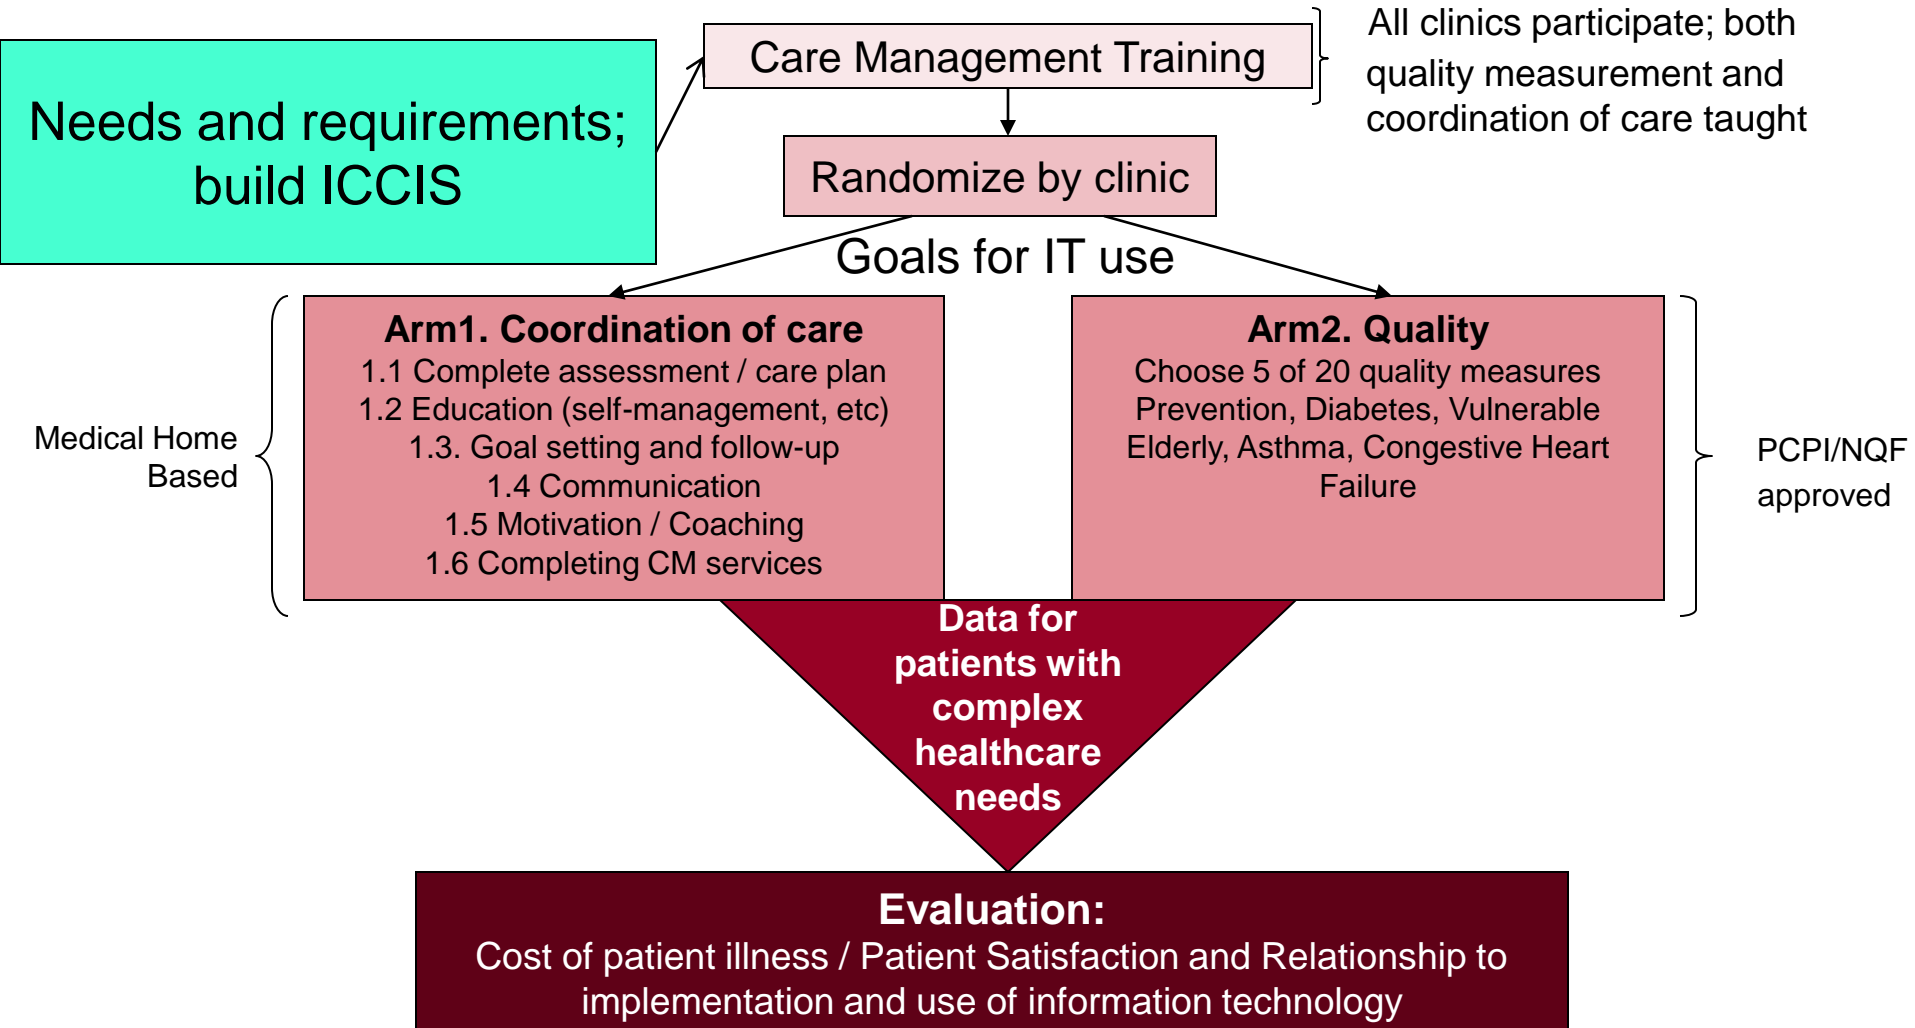 Needs and requirements;
build ICCIS
Care Management Training
All clinics participate; both
quality measurement and
coordination of care taught
Randomize by clinic
Goals for IT use
Medical Home
Based
Arm1. Coordination of care
1.1 Complete assessment / care plan
1.2 Education (self-management, etc)
1.3. Goal setting and follow-up
1.4 Communication
1.5 Motivation / Coaching
1.6 Completing CM services
Arm2. Quality
Choose 5 of 20 quality measures
Prevention, Diabetes, Vulnerable
Elderly, Asthma, Congestive Heart
Failure
PCPI/NQF
approved
Data for
patients with
complex
healthcare
needs
Evaluation:
Cost of patient illness / Patient Satisfaction and Relationship to
implementation and use of information technology